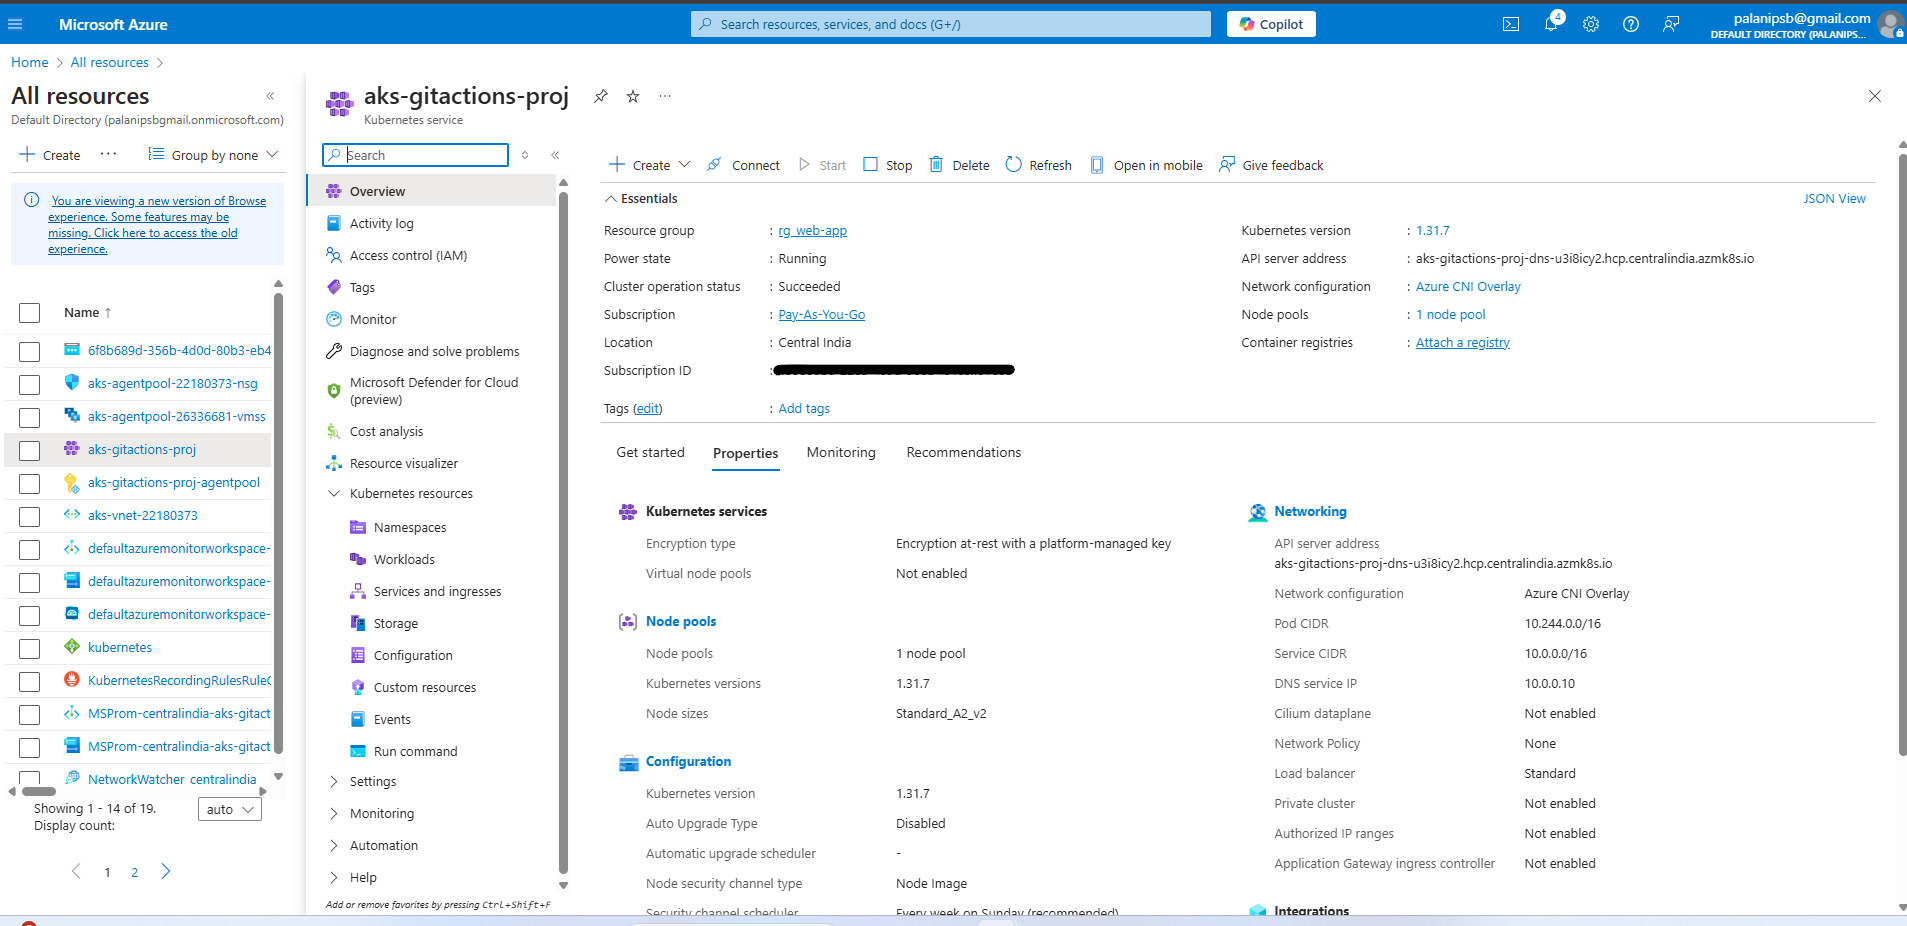 Microsoft Azure
Search resources, services, and docs (G+/)
Copilot
4
palanipsb@gmail.com
DEFAULT DIRECTORY (PALANIPS...
Home > All resources >
All resources
Default Directory (palanipsbgmail.onmicrosoft.com)
Create
Group by none
You are viewing a new version of Browse
experience. Some features may be
missing. Click here to access the old
experience.
Name ↑
6f8b689d-356b-4d0d-80b3-eb4
aks-agentpool-22180373-nsg
aks-agentpool-26336681-vmss
aks-gitactions-proj
aks-gitactions-proj-agentpool
aks-vnet-22180373
defaultazuremonitorworkspace-
defaultazuremonitorworkspace-
defaultazuremonitorworkspace-
kubernetes
KubernetesRecordingRulesRuleG
MSProm-centralindia-aks-gitact
MSProm-centralindia-aks-gitact
NetworkWatcher_centralindia
Showing 1 - 14 of 19.
Display count:
auto
1 2
aks-gitactions-proj
Kubernetes service
Search
Overview
Activity log
Access control (IAM)
Tags
Monitor
Diagnose and solve problems
Microsoft Defender for Cloud
(preview)
Cost analysis
Resource visualizer
Kubernetes resources
Namespaces
Workloads
Services and ingresses
Storage
Configuration
Custom resources
Events
Run command
Settings
Monitoring
Automation
Help
Add or remove favorites by pressing Ctrl+Shift+F
Create Connect Start Stop Delete Refresh Open in mobile Give feedback
Essentials
JSON View
Resource group : rg_web-app
Power state : Running
Cluster operation status : Succeeded
Subscription : Pay-As-You-Go
Location : Central India
Subscription ID :
Tags (edit) : Add tags
Kubernetes version : 1.31.7
API server address : aks-gitactions-proj-dns-u3i8icy2.hcp.centralindia.azmk8s.io
Network configuration : Azure CNI Overlay
Node pools : 1 node pool
Container registries : Attach a registry
Get started Properties Monitoring Recommendations
Kubernetes services
Encryption type Encryption at-rest with a platform-managed key
Virtual node pools Not enabled
Node pools
Node pools 1 node pool
Kubernetes versions 1.31.7
Node sizes Standard_A2_v2
Configuration
Kubernetes version 1.31.7
Auto Upgrade Type Disabled
Automatic upgrade scheduler -
Node security channel type Node Image
Security channel scheduler Every week on Sunday (recommended)
Networking
API server address
aks-gitactions-proj-dns-u3i8icy2.hcp.centralindia.azmk8s.io
Network configuration Azure CNI Overlay
Pod CIDR 10.244.0.0/16
Service CIDR 10.0.0.0/16
DNS service IP 10.0.0.10
Cilium dataplane Not enabled
Network Policy None
Load balancer Standard
Private cluster Not enabled
Authorized IP ranges Not enabled
Application Gateway ingress controller Not enabled
Integrations